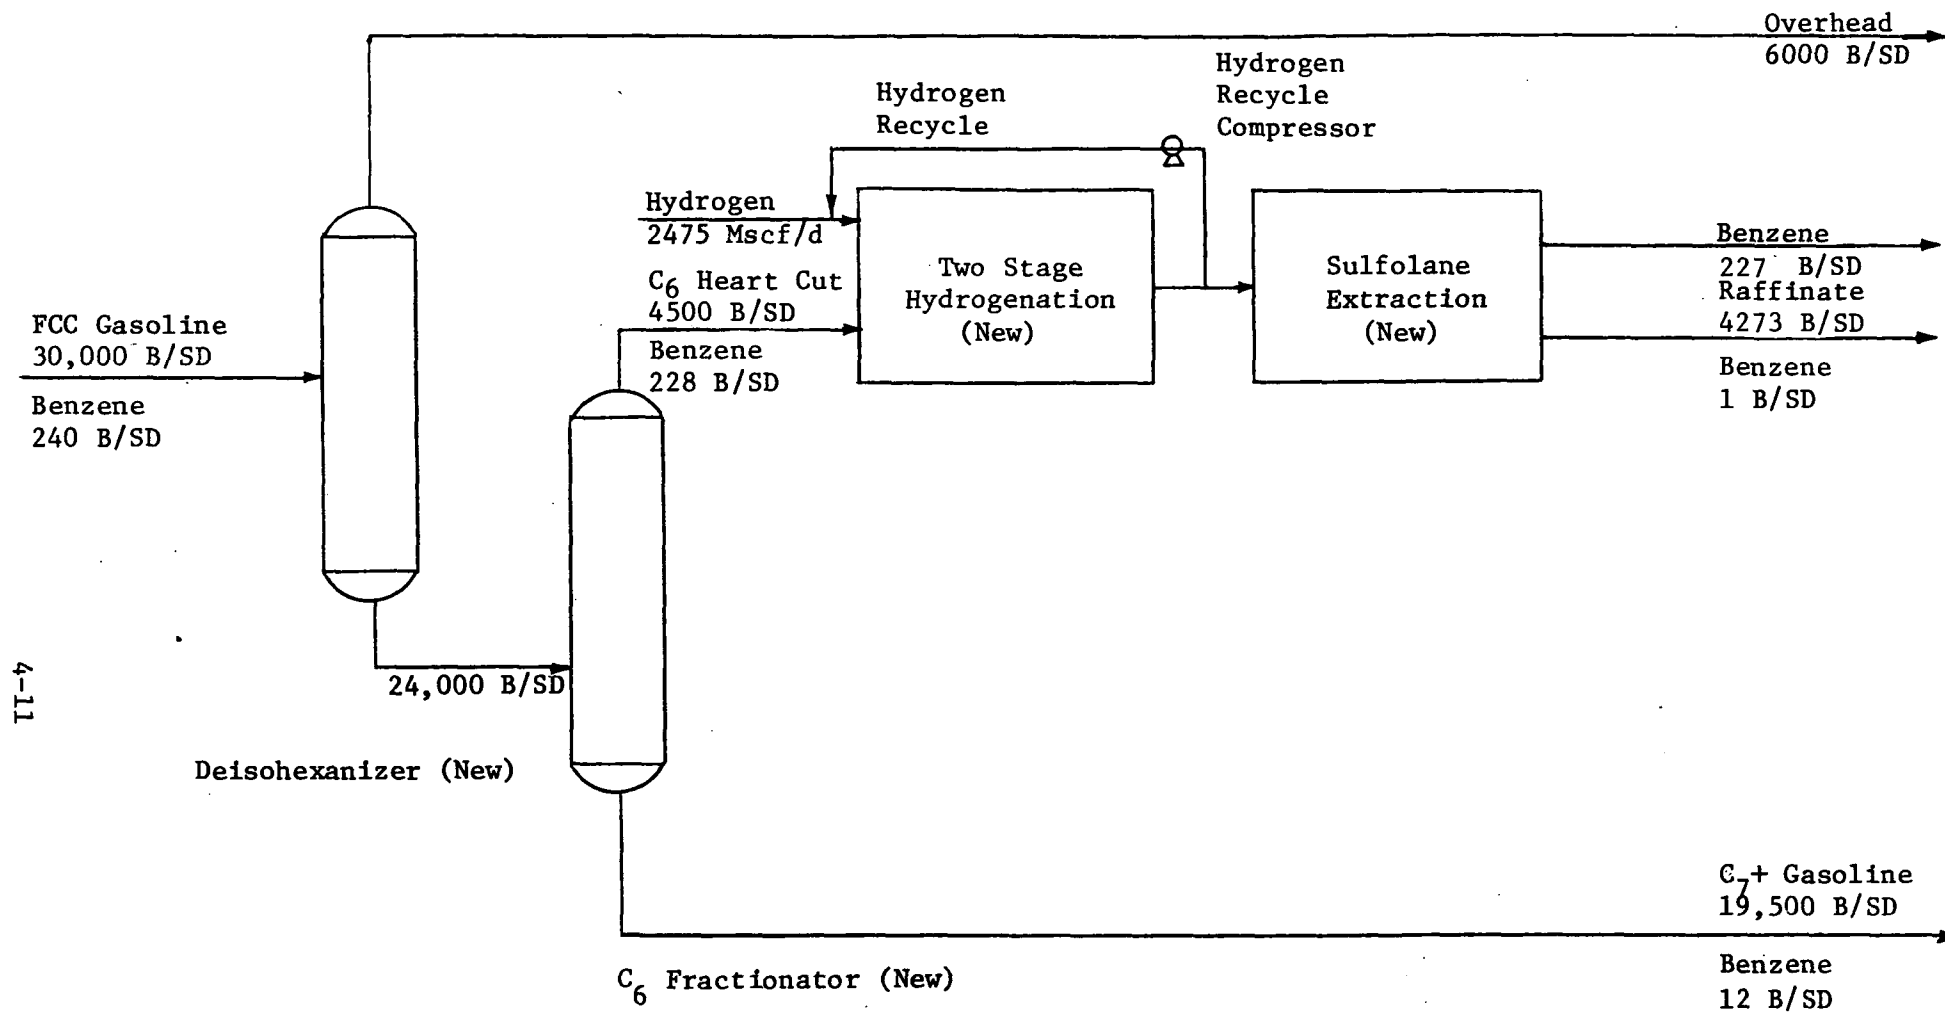 Overhead
6000 B/SD
Hydrogen
Recycle
Compressor
Hydrogen
Recycle
Hydrogen
2475 Mscf/d
C6 Heart Cut
4500 B/SD
Benzene
228 B/SD
Two Stage
Hydrogenation
(New)
Sulfolane
Extraction
(New)
Benzene
227 B/SD
Raffinate
4273 B/SD
Benzene
1 B/SD
FCC Gasoline
30,000 B/SD
Benzene
240 B/SD
24,000 B/SD
4-11
Deisohexanizer (New)
C7+ Gasoline
19,500 B/SD
Benzene
12 B/SD
C6 Fractionator (New)